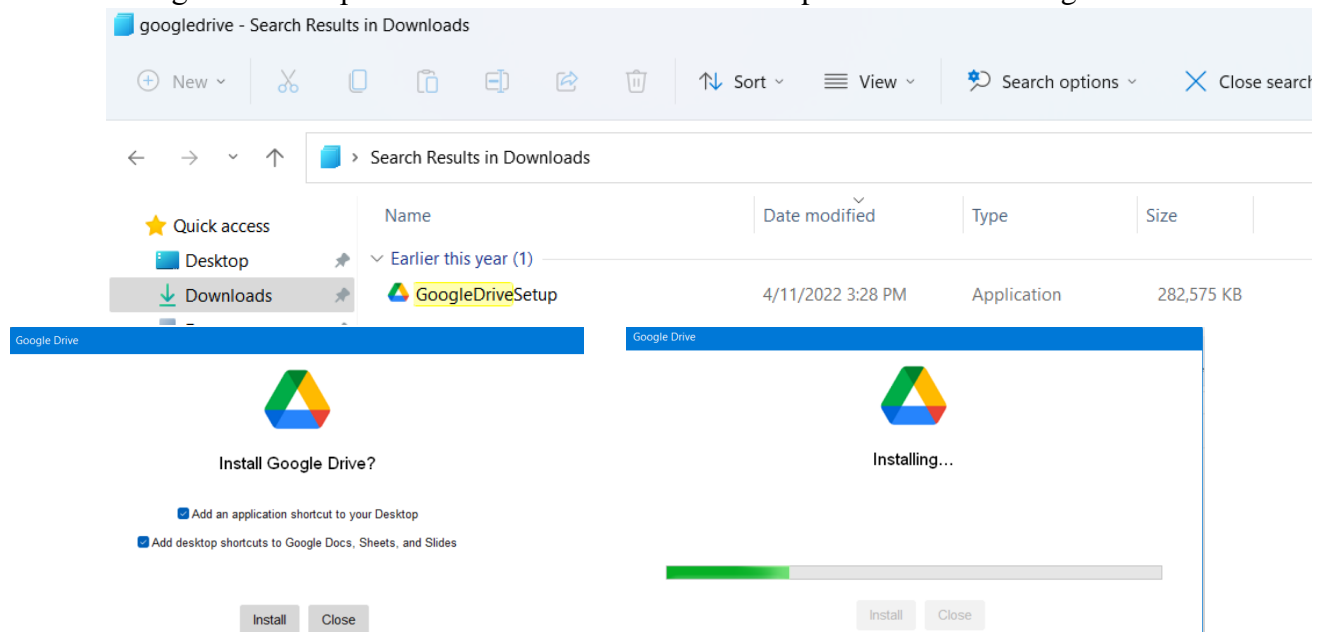 googledrive - Search Results in Downloads
New Sort View Search options Close search
Search Results in Downloads
Name Date modified Type Size
Quick access
Desktop
Earlier this year (1)
Downloads
GoogleDriveSetup 4/11/2022 3:28 PM Application 282,575 KB
Google Drive
Install Google Drive?
Add an application shortcut to your Desktop
Add desktop shortcuts to Google Docs, Sheets, and Slides
Install Close
Google Drive
Installing...
Install Close